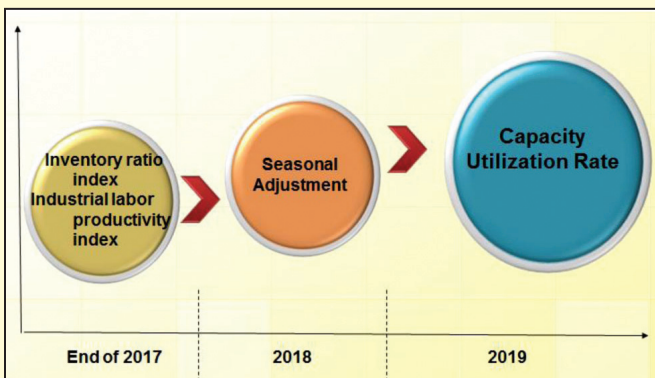 Inventory ratio
index
Industrial labor
productivity
index
Seasonal
Adjustment
Capacity
Utilization Rate
End of 2017
2018
2019